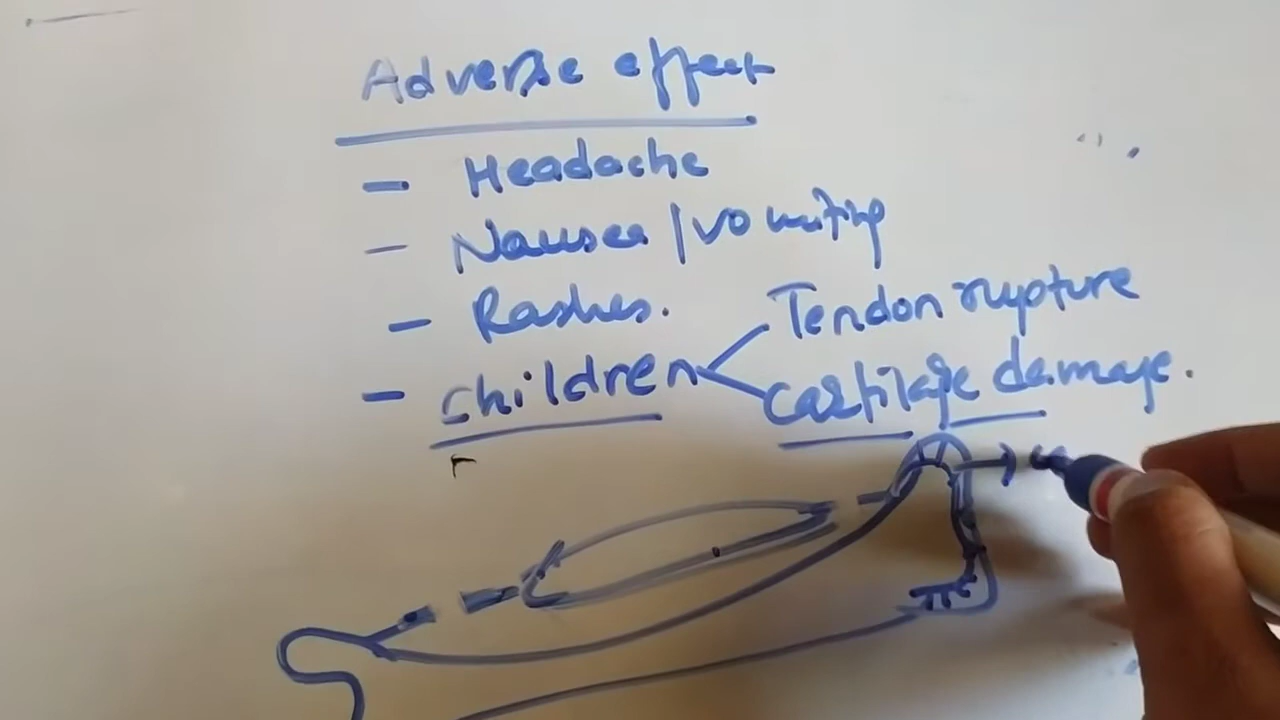 Adverse effect
- Headache
- Nausea / vomiting
- Rashes.
Tendon rupture
- children
cartilage damage.